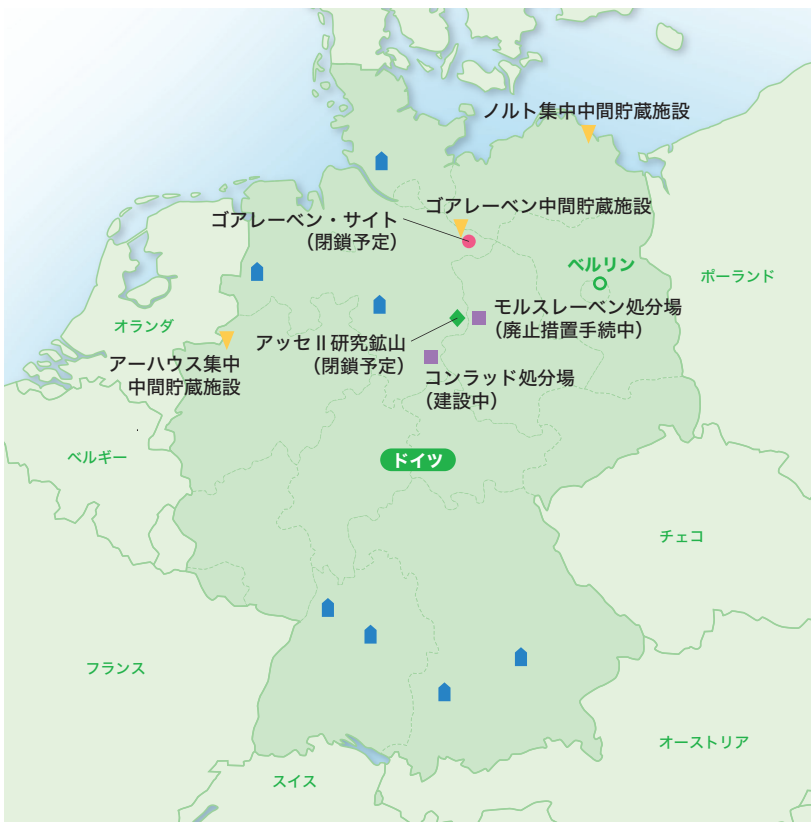 ノルト集中中間貯蔵施設
ゴアレーベン中間貯蔵施設
ゴアレーベン・サイト
（閉鎖予定）
ベルリン
ポーランド
モルスレーベン処分場
（廃止措置手続中）
オランダ
アッセⅡ研究鉱山
（閉鎖予定）
アーハウス集中
中間貯蔵施設
コンラッド処分場
（建設中）
ベルギー
ドイツ
チェコ
フランス
オーストリア
スイス